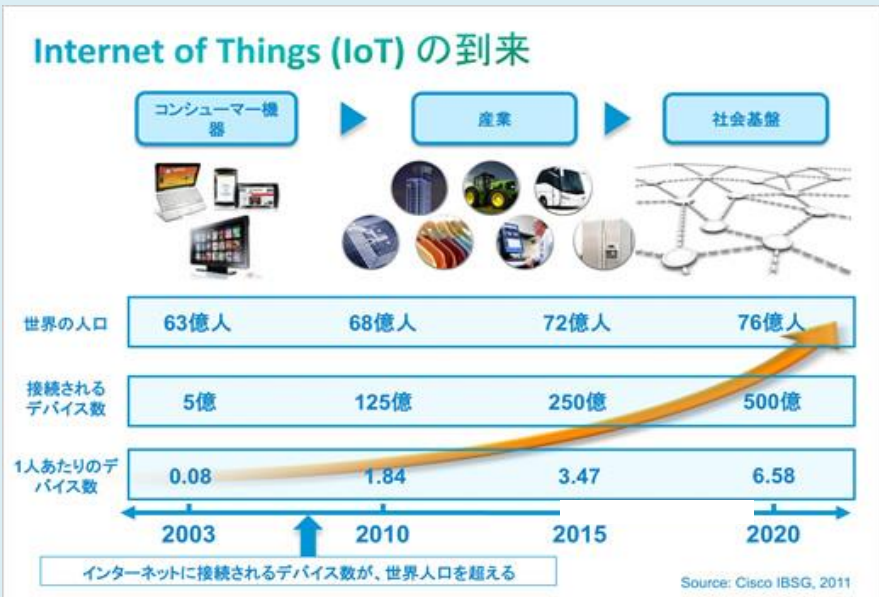 Internet of Things (IoT) の到来
コンシューマー機
器
産業
社会基盤
世界の人口
63億人
68億人
72億人
76億人
接続される
デバイス数
5億
125億
250億
500億
1人あたりのデ
バイス数
0.08
1.84
3.47
6.58
2003
2010
2015
2020
インターネットに接続されるデバイス数が、世界人口を超える
Source: Cisco IBSG, 2011